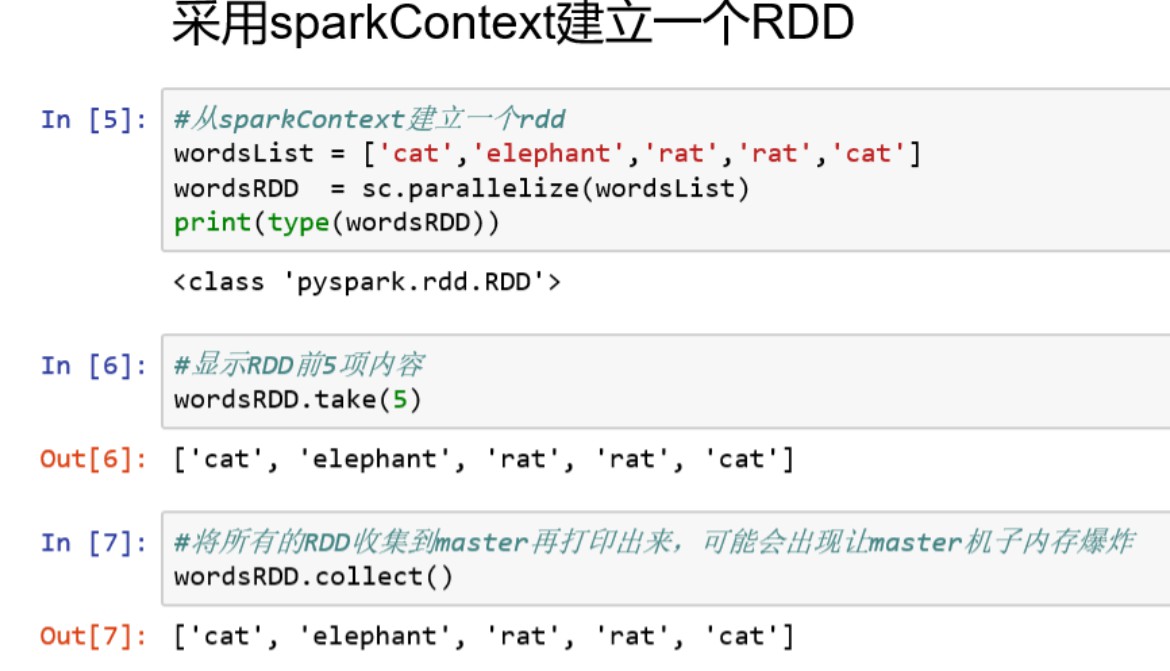 采用sparkContext建立一个RDD
In [5]: #从sparkContext建立一个rdd
wordsList = ['cat','elephant','rat','rat','cat']
wordsRDD  = sc.parallelize(wordsList)
print(type(wordsRDD))
<class 'pyspark.rdd.RDD'>
In [6]: #显示RDD前5项内容
wordsRDD.take(5)
Out[6]: ['cat', 'elephant', 'rat', 'rat', 'cat']
In [7]: #将所有的RDD收集到master再打印出来，可能会出现让master机子内存爆炸
wordsRDD.collect()
Out[7]: ['cat', 'elephant', 'rat', 'rat', 'cat']